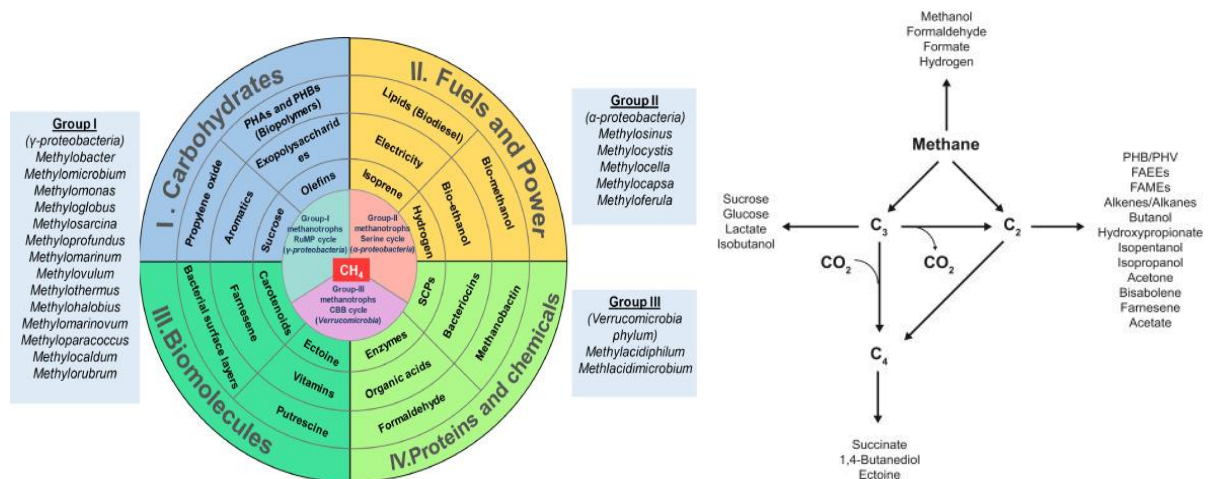 Group I
(γ-proteobacteria)
Methylobacter
Methylomicrobium
Methylomonas
Methyloglobus
Methylosarcina
Methyloprofundus
Methylomarinum
Methylovulum
Methylothermus
Methylohalobius
Methylomarinovum
Methyloparacoccus
Methylocaldum
Methylorubrum
I. Carbohydrates
PHAs and PHBs
(Biopolymers)
Exopolysaccharid
es
Olefins
Propylene oxide
Aromatics
Sucrose
II. Fuels and Power
Lipids (Biodiesel)
Electricity
Isoprene
Bio-methanol
Bio-ethanol
Hydrogen
Group-I
methanotrophs
RuMP cycle
(γ-proteobacteria)
Group-II
methanotrophs
Serine cycle
(α-proteobacteria)
CH4
Group-III
methanotrophs
CBB cycle
(Verrucomicrobia)
III.Biomolecules
Bacterial surface layers
Farnesene
Carotenoids
Ectoine
Vitamins
Putrescine
IV.Proteins and chemicals
SCPs
Bacteriocins
Methanobactin
Enzymes
Organic acids
Formaldehyde
Group II
(α-proteobacteria)
Methylosinus
Methylocystis
Methylocella
Methylocapsa
Methyloferula
Group III
(Verrucomicrobia
phylum)
Methylacidiphilum
Methlacidimicrobium
Methanol
Formaldehyde
Formate
Hydrogen
Methane
Sucrose
Glucose
Lactate
Isobutanol
C3
C2
CO2
CO2
C4
PHB/PHV
FAEEs
FAMEs
Alkenes/Alkanes
Butanol
Hydroxypropionate
Isopentanol
Isopropanol
Acetone
Bisabolene
Farnesene
Acetate
Succinate
1,4-Butanediol
Ectoine